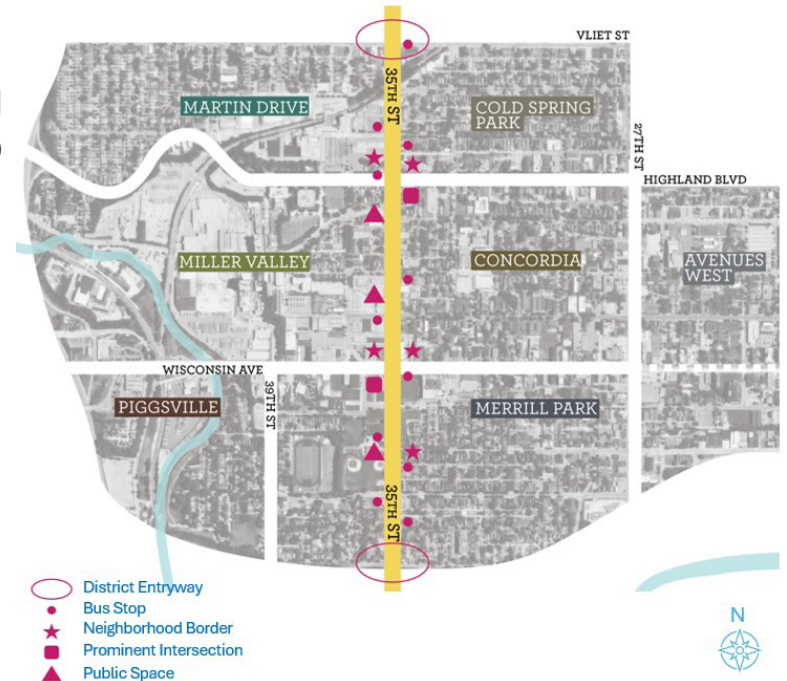 VLIET ST
35TH ST
MARTIN DRIVE
COLD SPRING
PARK
27TH ST
HIGHLAND BLVD
MILLER VALLEY
CONCORDIA
AVENUES
WEST
WISCONSIN AVE
39TH ST
PIGGSVILLE
MERRILL PARK
35TH ST
District Entryway
Bus Stop
Neighborhood Border
Prominent Intersection
Public Space
N